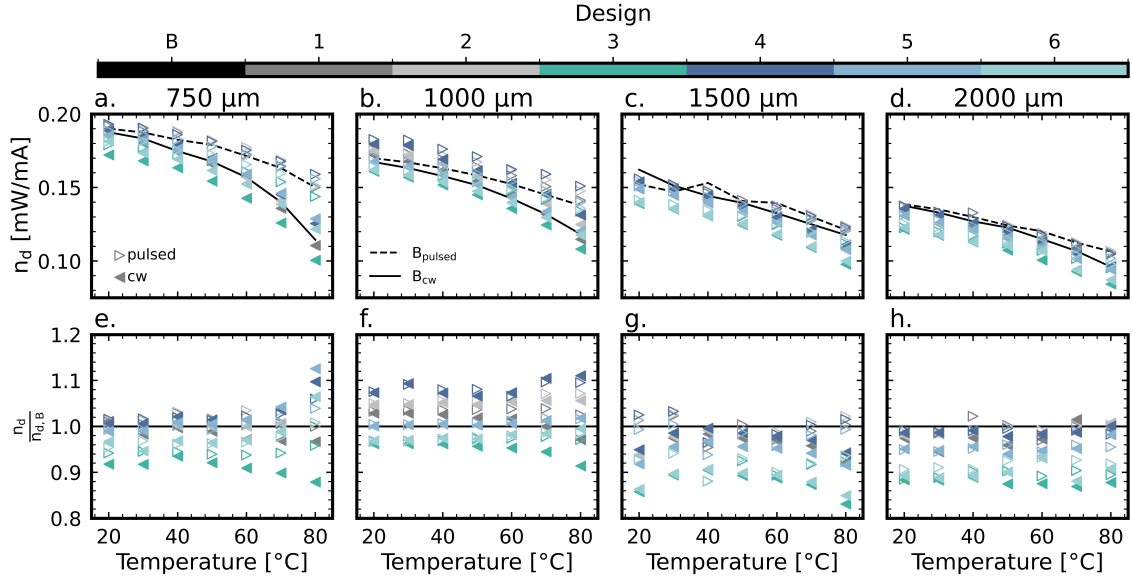 Design
B 1 2 3 4 5 6
a. 750 μm b. 1000 μm c. 1500 μm d. 2000 μm
0.20
0.15
0.10
n_d [mW/mA]
pulsed
cw
B_pulsed
B_cw
e. f. g. h.
1.2
1.1
1.0
0.9
0.8
n_d
n_d,B
20 40 60 80 20 40 60 80 20 40 60 80 20 40 60 80
Temperature [°C] Temperature [°C] Temperature [°C] Temperature [°C]